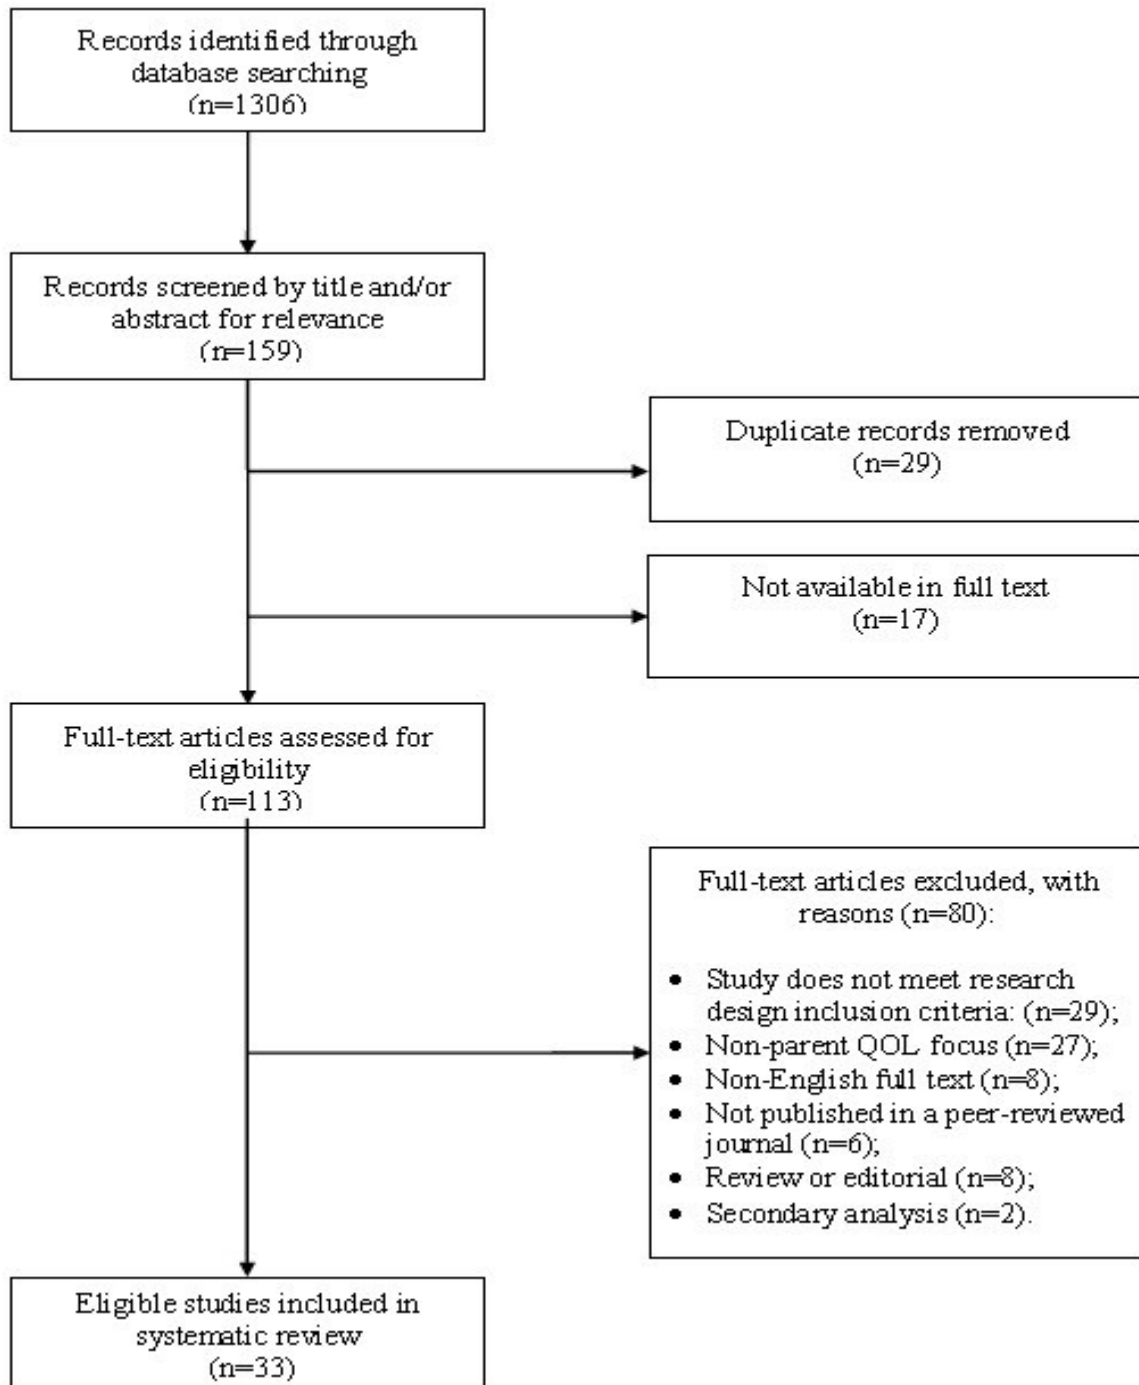 Records identified through
database searching
(n=1306)
Records screened by title and/or
abstract for relevance
(n=159)
Duplicate records removed
(n=29)
Not available in full text
(n=17)
Full-text articles assessed for
eligibility
(n=113)
Full-text articles excluded, with
reasons (n=80):
• Study does not meet research
design inclusion criteria: (n=29);
• Non-parent QOL focus (n=27);
• Non-English full text (n=8);
• Not published in a peer-reviewed
journal (n=6);
• Review or editorial (n=8);
• Secondary analysis (n=2).
Eligible studies included in
systematic review
(n=33)